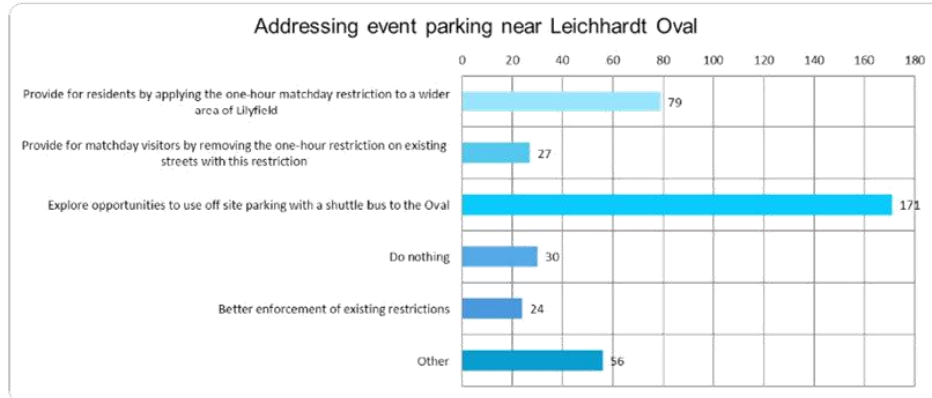 Addressing event parking near Leichhardt Oval
0 20 40 60 80 100 120 140 160 180
Provide for residents by applying the one-hour matchday restriction to a wider
area of Lilyfield
79
Provide for matchday visitors by removing the one-hour restriction on existing
streets with this restriction
27
Explore opportunities to use off site parking with a shuttle bus to the Oval
171
Do nothing
30
Better enforcement of existing restrictions
24
Other
56